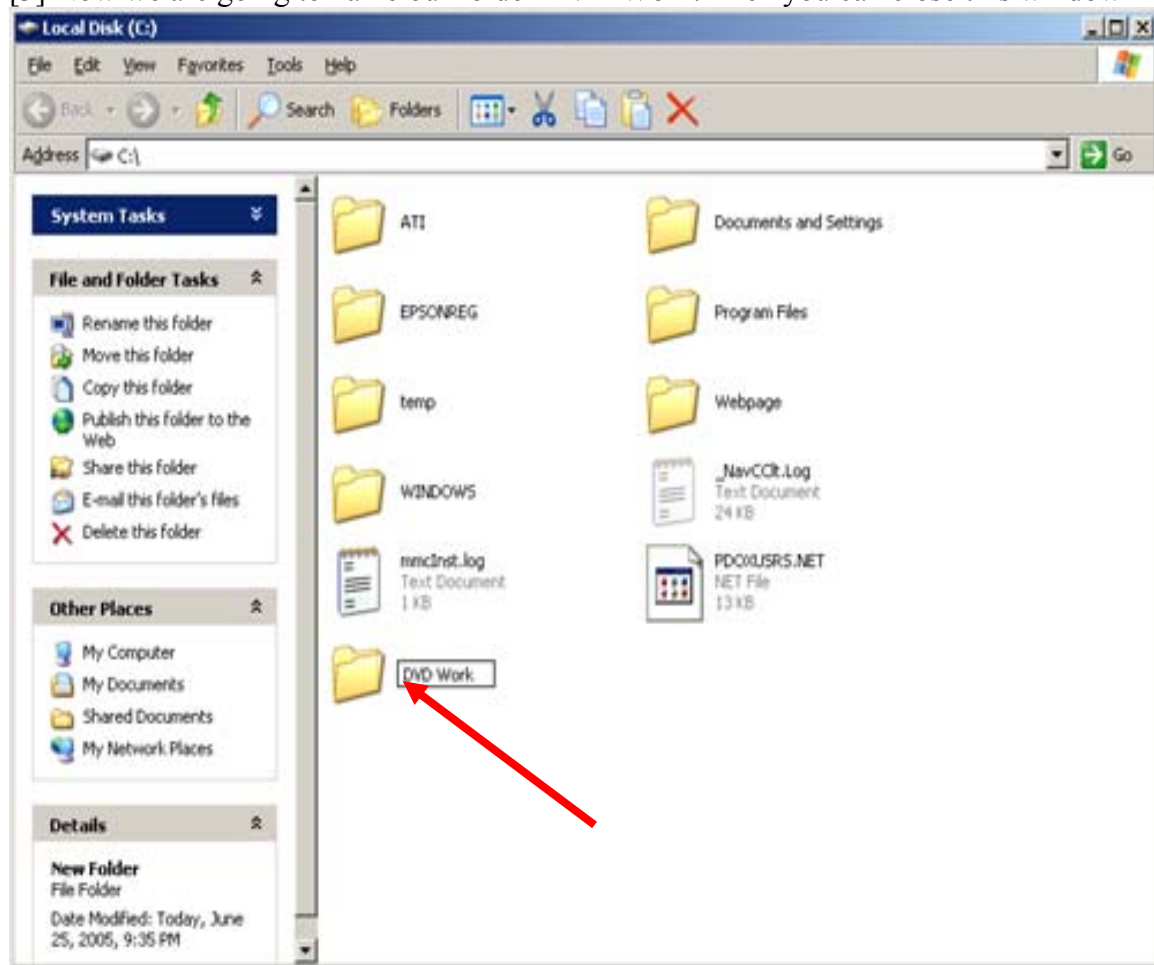 Local Disk (C:)
File Edit View Favorites Tools Help
Back Search Folders
Address C:\ Go
System Tasks
File and Folder Tasks
Rename this folder
Move this folder
Copy this folder
Publish this folder to the
Web
Share this folder
E-mail this folder's files
Delete this folder
Other Places
My Computer
My Documents
Shared Documents
My Network Places
Details
New Folder
File Folder
Date Modified: Today, June
25, 2005, 9:35 PM
ATI
Documents and Settings
EPSONREG
Program Files
temp
Webpage
WINDOWS
_NavCClt.Log
Text Document
24 KB
mmcInst.log
Text Document
1 KB
PDOXUSRS.NET
NET File
13 KB
DVD Work